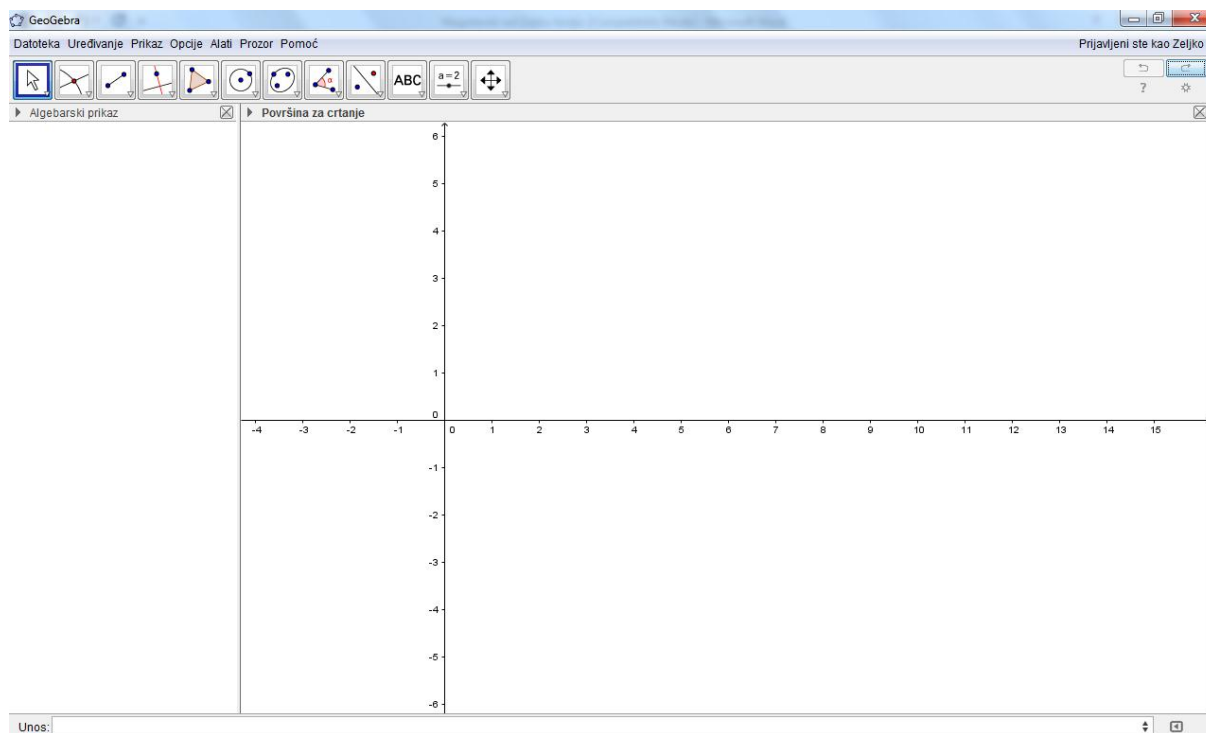 GeoGebra
Datoteka Uređivanje Prikaz Opcije Alati Prozor Pomoć Prijavljeni ste kao Zeljko
ABC a=2 ?
Algebarski prikaz Površina za crtanje
6
5
4
3
2
1
0
-4 -3 -2 -1 0 1 2 3 4 5 6 7 8 9 10 11 12 13 14 15
-1
-2
-3
-4
-5
-6
Unos: